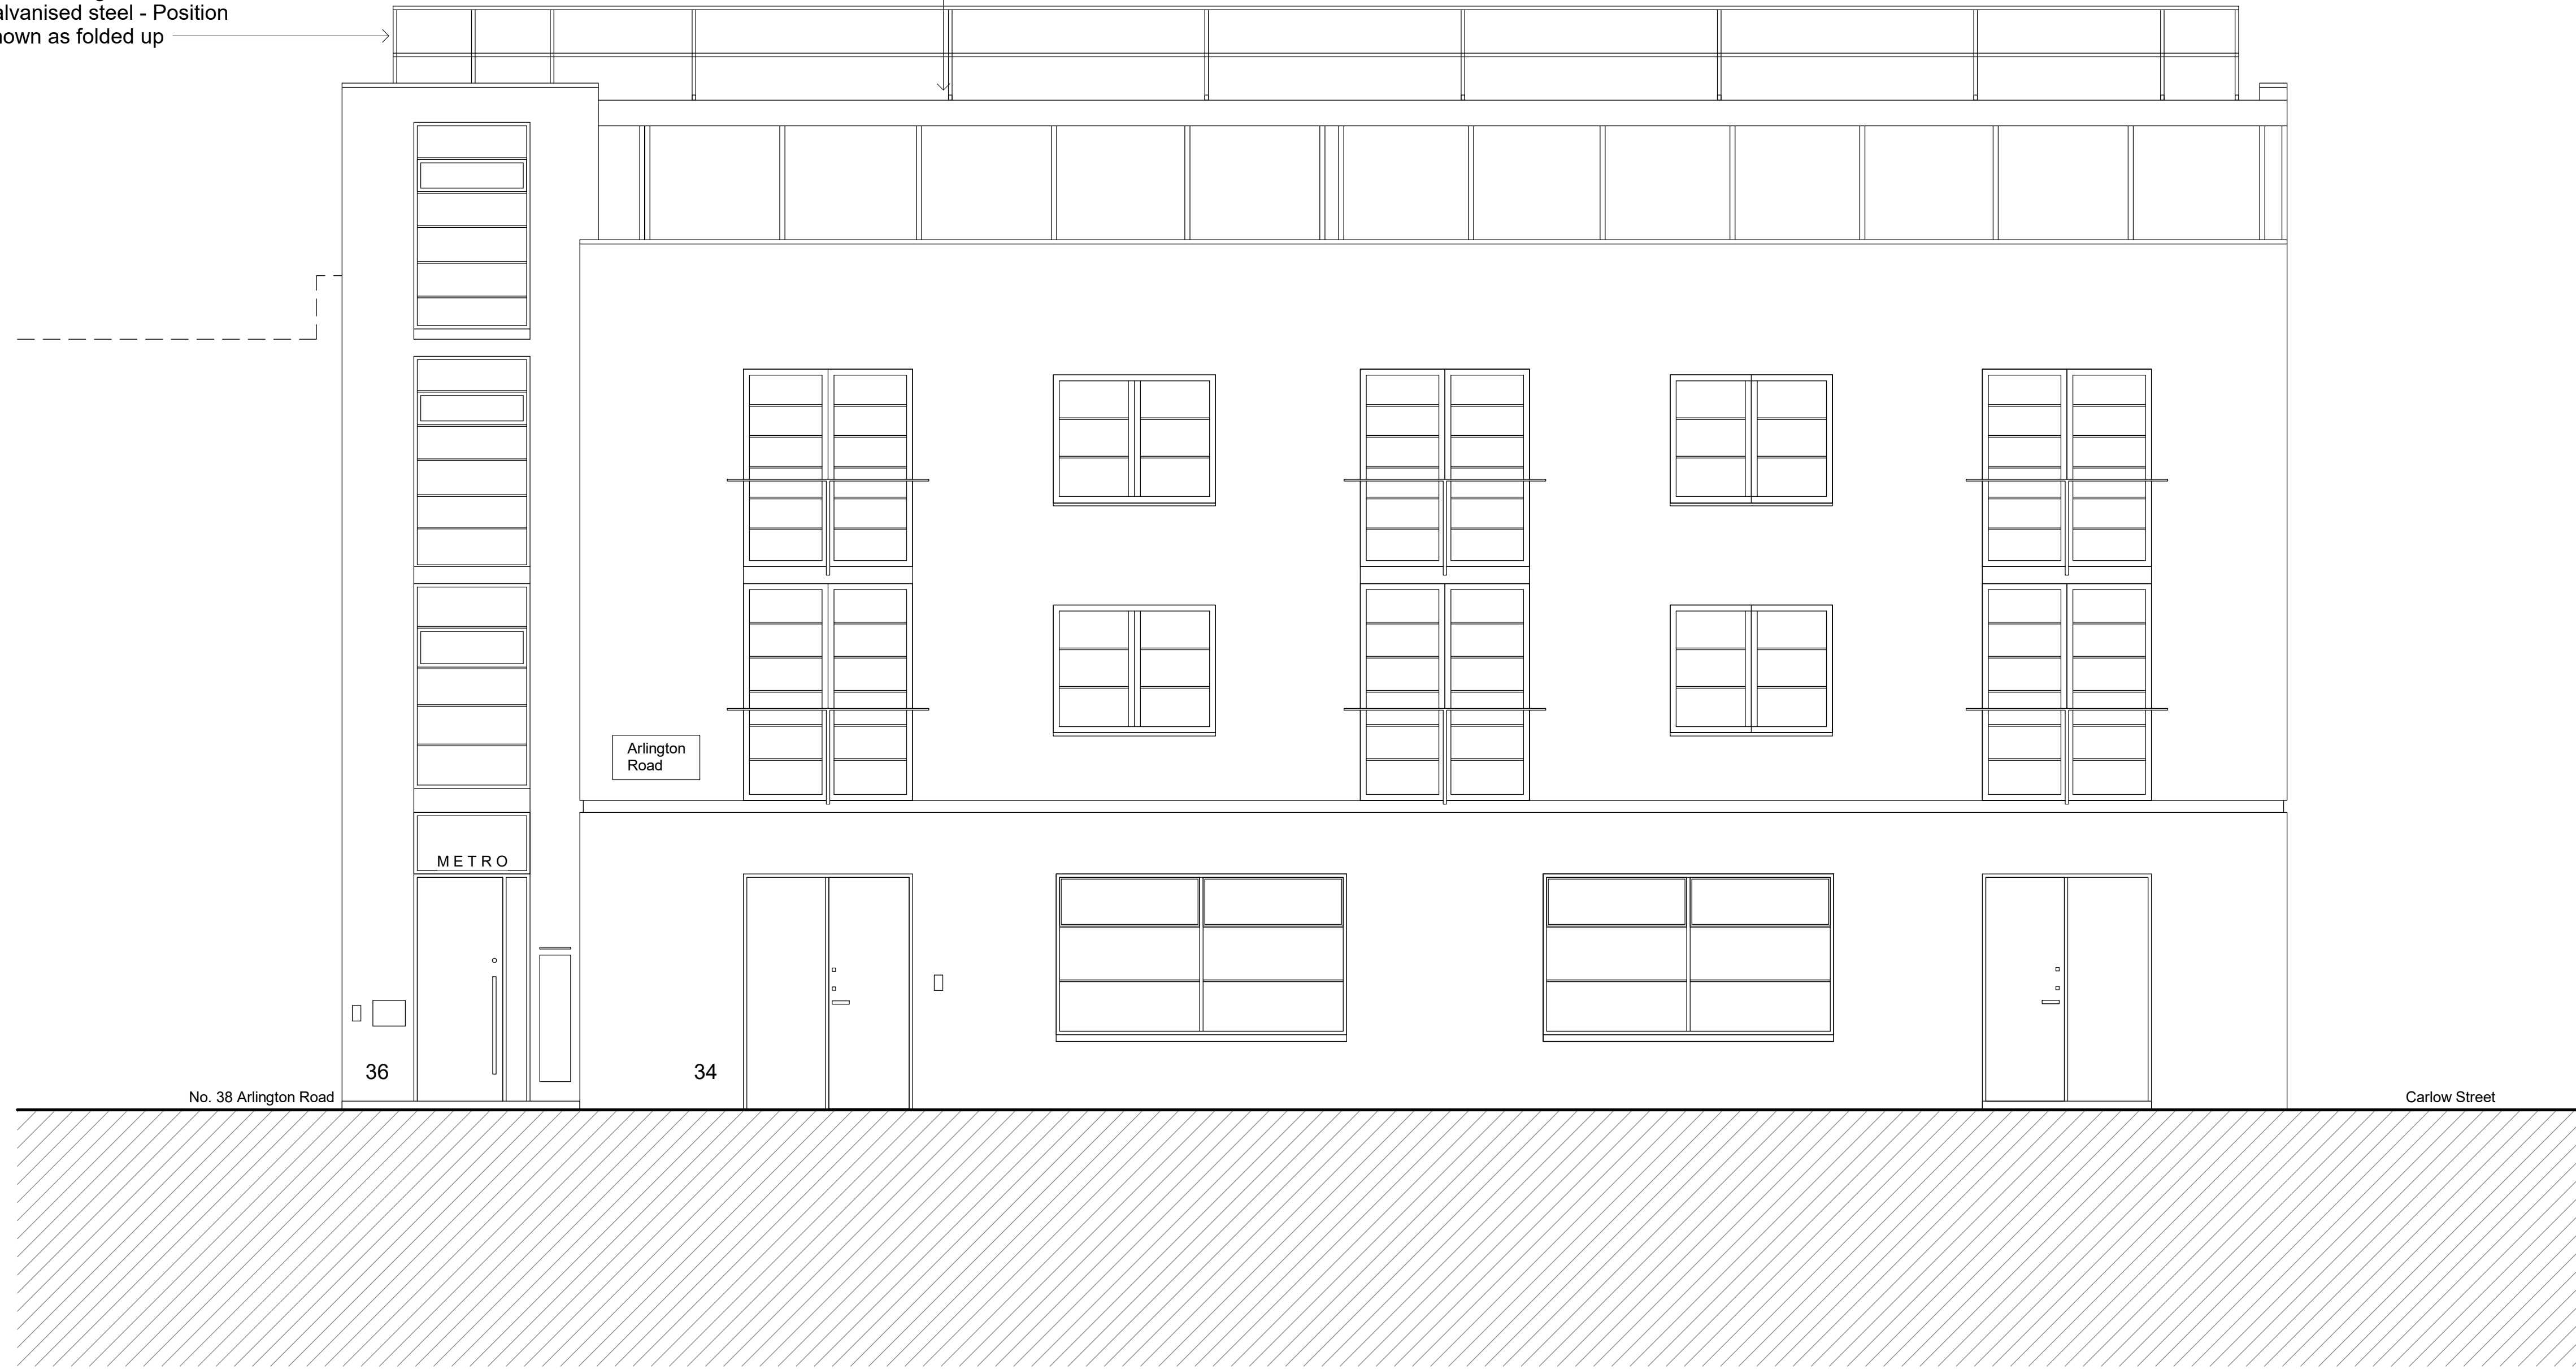 alvanised steel - Position
own as folded up
Arlington
Road
METRO
36
34
No. 38 Arlington Road
Carlow Street